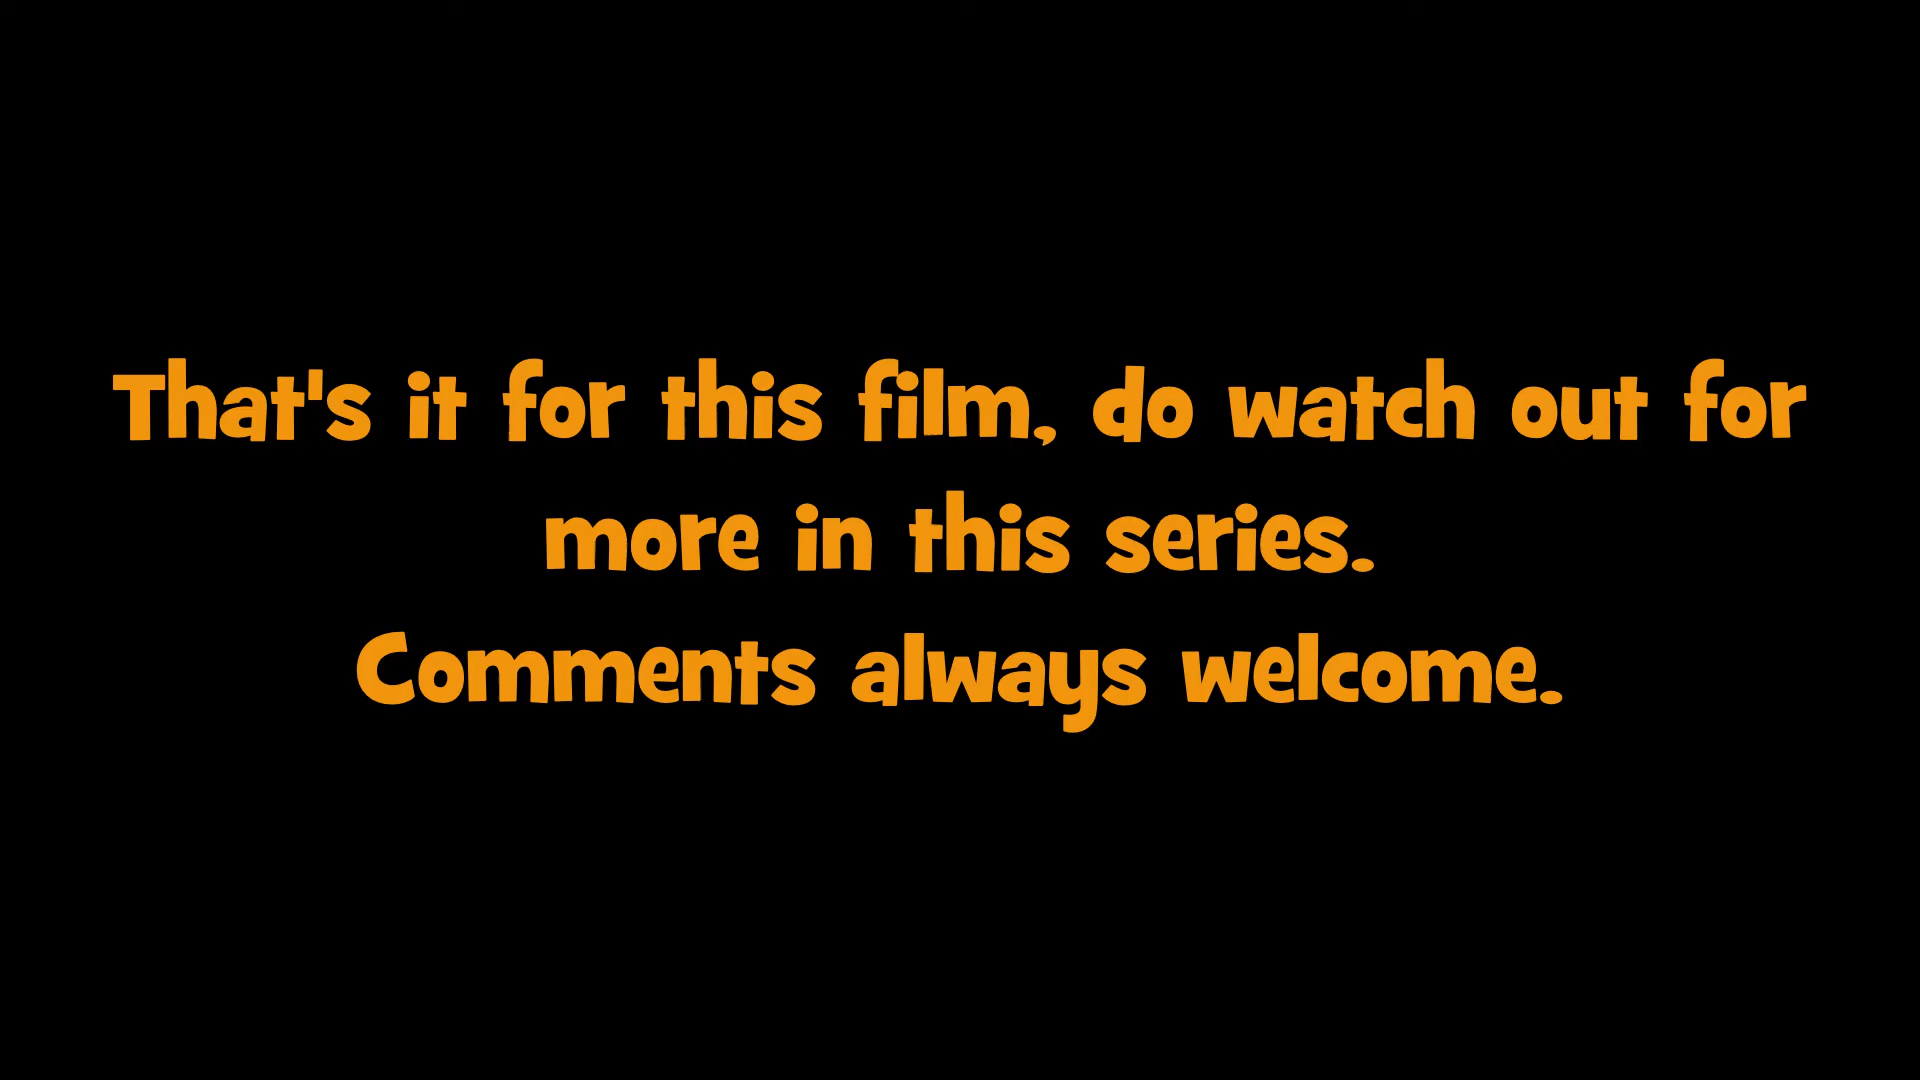 That's it for this film, do watch out for
more in this series.
Comments always welcome.